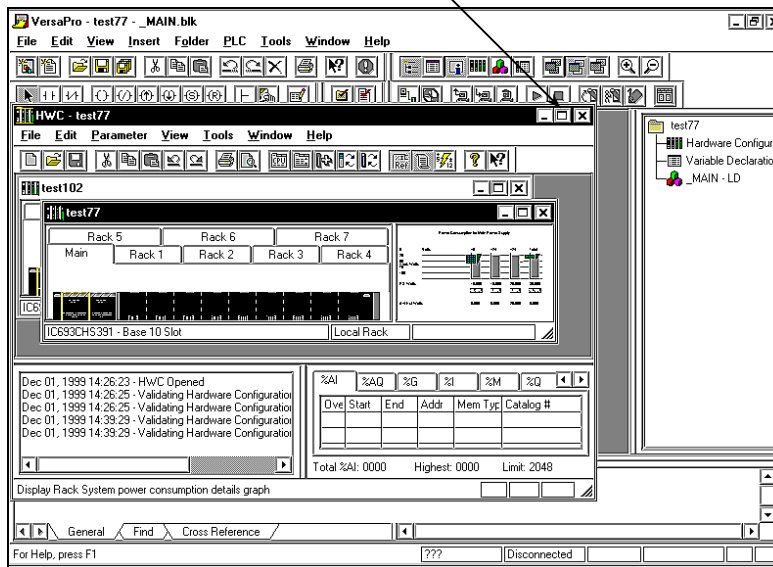 VersaPro - test77 - _MAIN.blk
File Edit View Insert Folder PLC Tools Window Help
HWC - test77
File Edit Parameter View Tools Window Help
test77
Hardware Configur
Variable Declaratio
_MAIN - LD
test102
test77
Rack 5 Rack 6 Rack 7
Main Rack 1 Rack 2 Rack 3 Rack 4
IC69
IC693CHS391 - Base 10 Slot Local Rack
Dec 01, 1999 14:26:23 - HWC Opened
Dec 01, 1999 14:26:25 - Validating Hardware Configuration
Dec 01, 1999 14:26:25 - Validating Hardware Configuration
Dec 01, 1999 14:39:29 - Validating Hardware Configuration
Dec 01, 1999 14:39:29 - Validating Hardware Configuration
%AI %AQ %G %I %M %Q
Ove Start End Addr Mem Typ Catalog #
Total %AI: 0000 Highest: 0000 Limit: 2048
Display Rack System power consumption details graph
General Find Cross Reference
For Help, press F1 ??? Disconnected